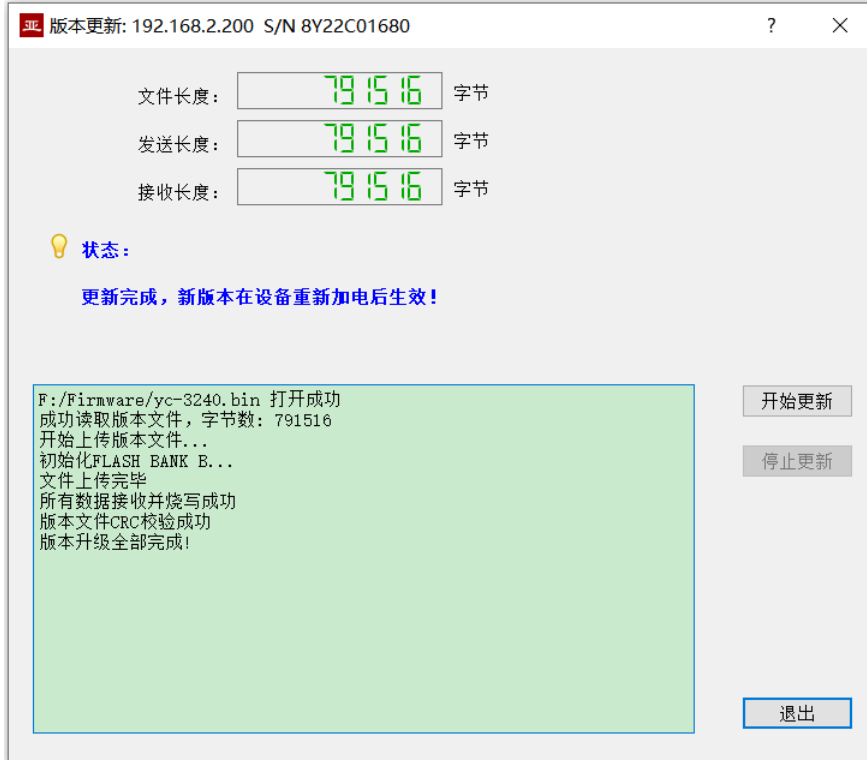 亚 版本更新: 192.168.2.200 S/N 8Y22C01680 ?
文件长度： 791516 字节
发送长度： 791516 字节
接收长度： 791516 字节
状态：
更新完成，新版本在设备重新加电后生效！
F:/Firmware/yc-3240.bin 打开成功
成功读取版本文件，字节数: 791516
开始上传版本文件...
初始化FLASH BANK B...
文件上传完毕
所有数据接收并烧写成功
版本文件CRC校验成功
版本升级全部完成!
开始更新
停止更新
退出